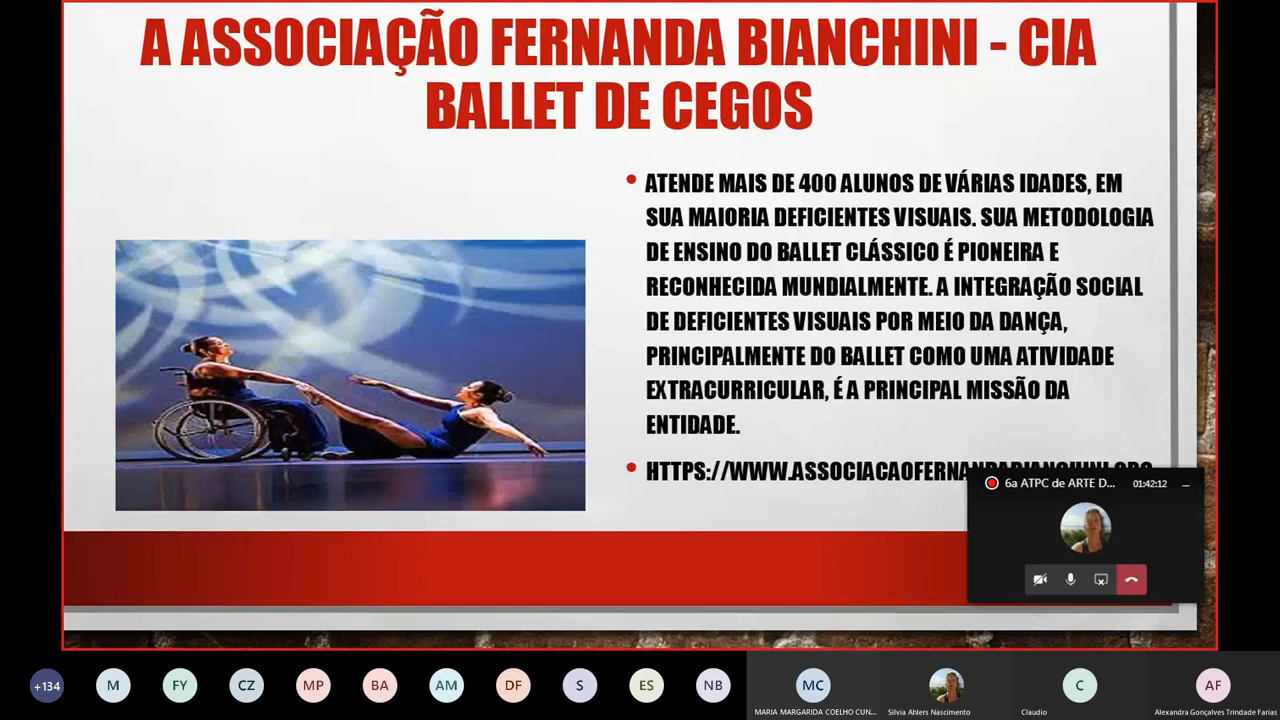 A ASSOCIAÇÃO FERNANDA BIANCHINI - CIA
BALLET DE CEGOS
• ATENDE MAIS DE 400 ALUNOS DE VÁRIAS IDADES, EM
SUA MAIORIA DEFICIENTES VISUAIS. SUA METODOLOGIA
DE ENSINO DO BALLET CLÁSSICO É PIONEIRA E
RECONHECIDA MUNDIALMENTE. A INTEGRAÇÃO SOCIAL
DE DEFICIENTES VISUAIS POR MEIO DA DANÇA,
PRINCIPALMENTE DO BALLET COMO UMA ATIVIDADE
EXTRACURRICULAR, É A PRINCIPAL MISSÃO DA
ENTIDADE.
• HTTPS://WWW.ASSOCIACAOFERNANDABIANCHINI.ORG
6a ATPC de ARTE D... 01:42:12
+134 M FY CZ MP BA AM DF S ES NB MC C AF
MARIA MARGARIDA COELHO CUN... Silvia Ahlers Nascimento Claudio Alexandra Gonçalves Trindade Farias